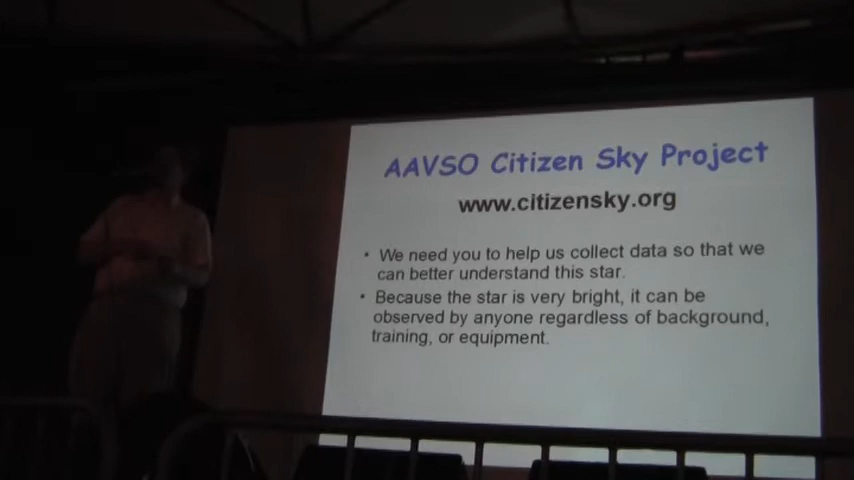 AAVSO Citizen Sky Project
www.citizensky.org
• We need you to help us collect data so that we
can better understand this star.
• Because the star is very bright, it can be
observed by anyone regardless of background,
training, or equipment.